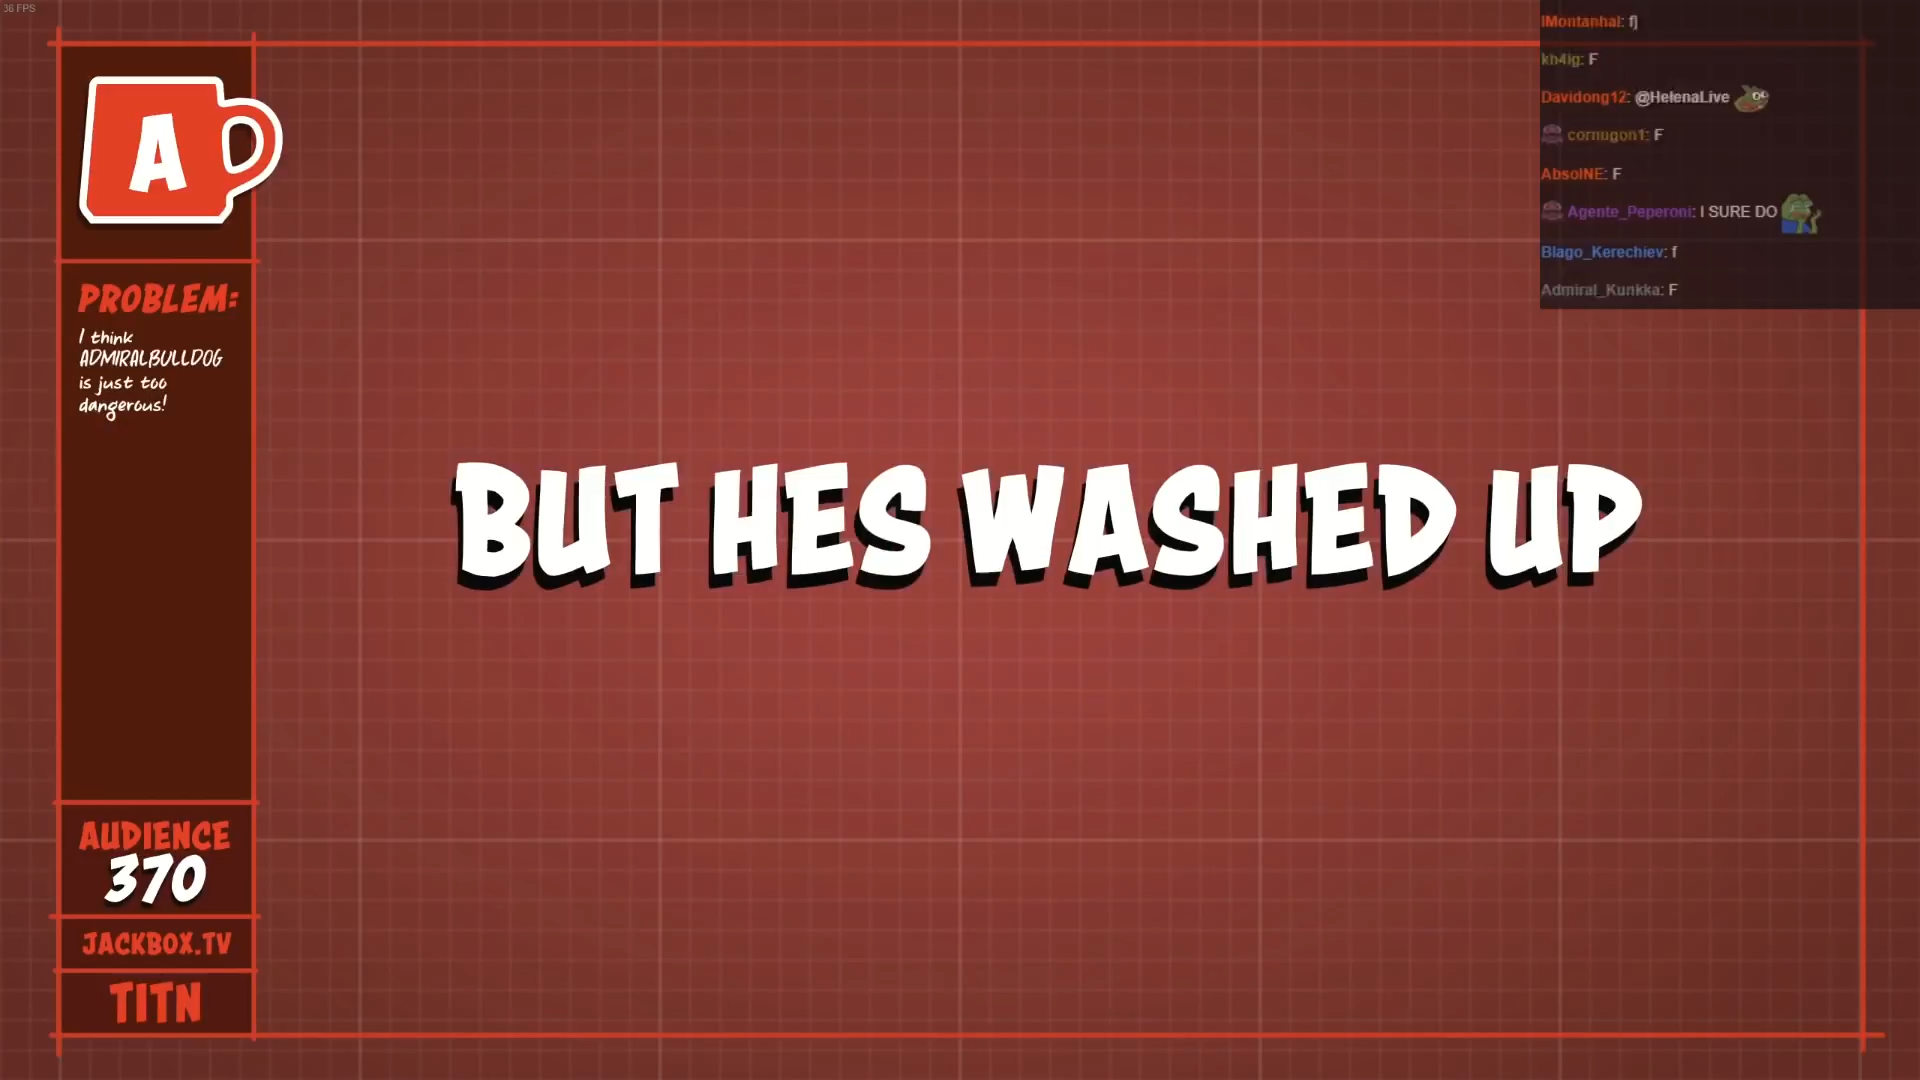 36 FPS
A
PROBLEM:
I think
ADMIRALBULLDOG
is just too
dangerous!
BUT HES WASHED UP
AUDIENCE
370
JACKBOX.TV
TITN
lMontanhaI: fj
kh4ig: F
Davidong12: @HelenaLive
cornugon1: F
AbsolNE: F
Agente_Peperoni: I SURE DO
Blago_Kerechiev: f
Admiral_Kunkka: F